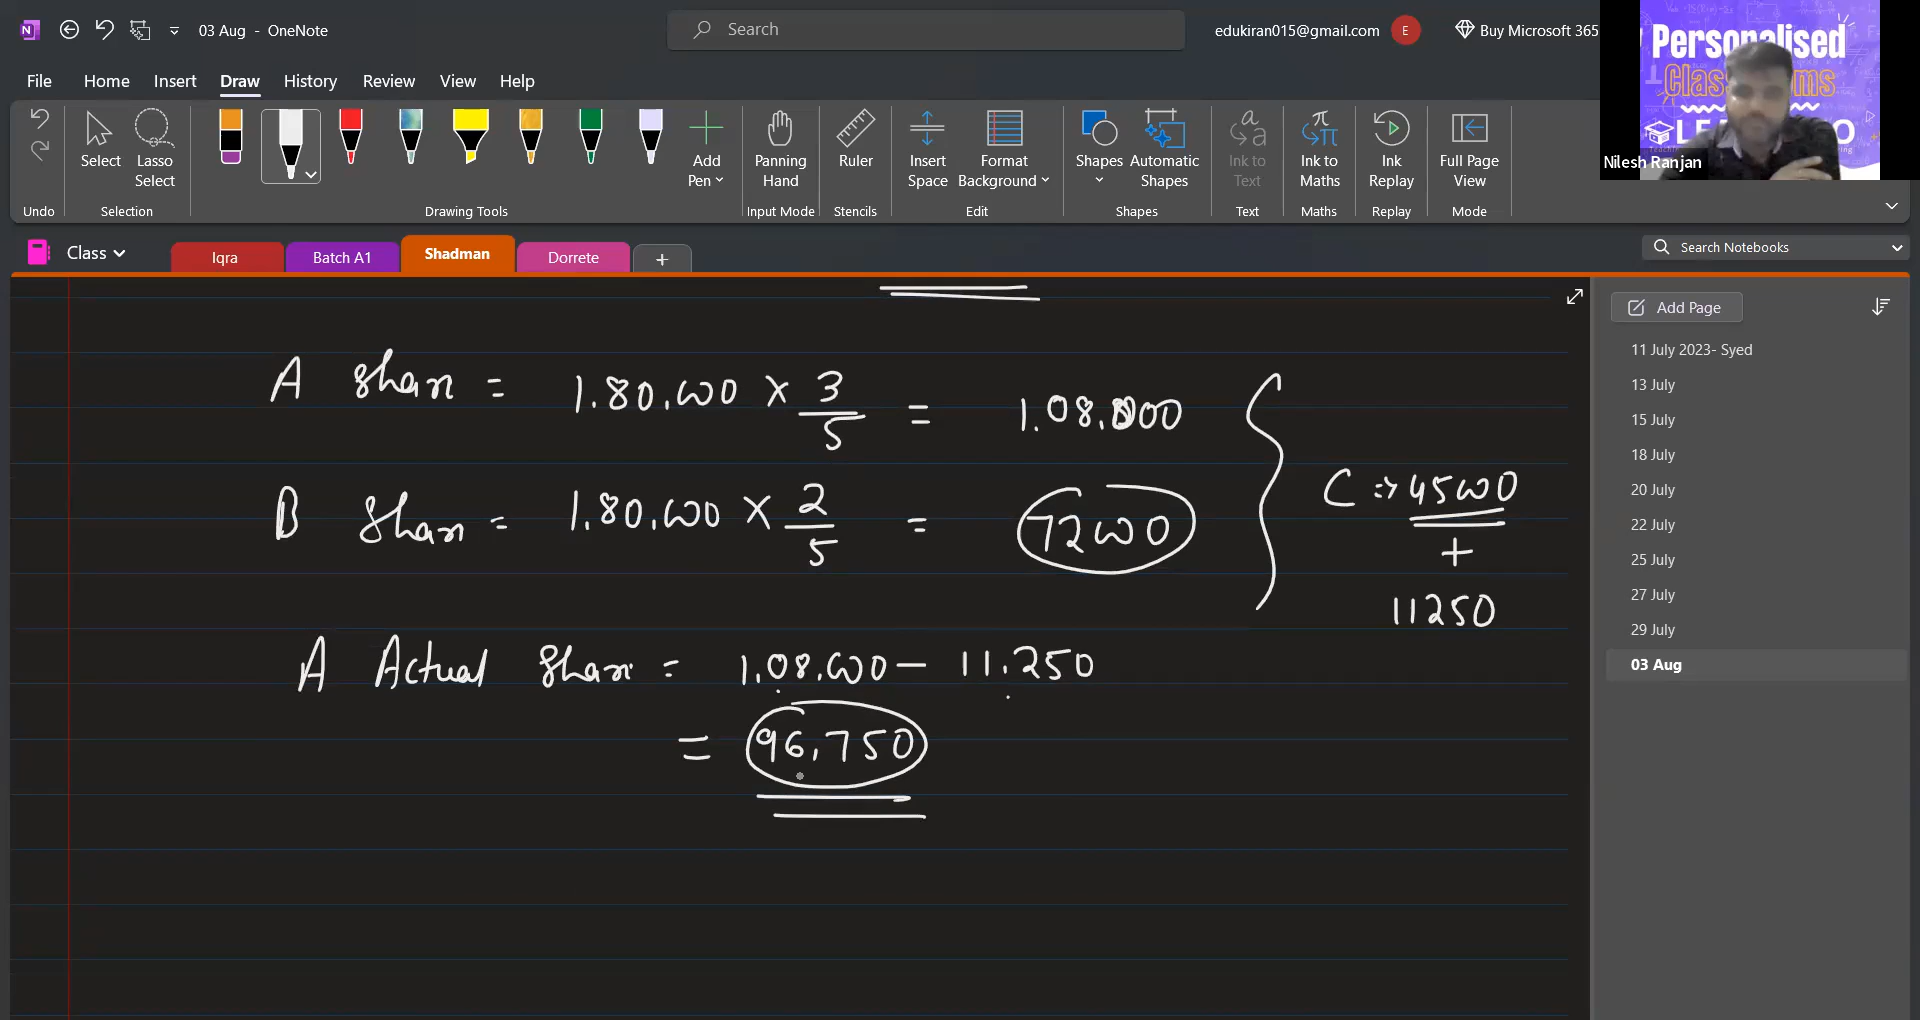 03 Aug - OneNote
Search
edukiran015@gmail.com
E
Buy Microsoft 365
File Home Insert Draw History Review View Help
Undo
Select
Lasso Select
Selection
Drawing Tools
Add Pen
Panning Hand
Input Mode
Ruler
Stencils
Insert Space
Format Background
Edit
Shapes
Automatic Shapes
Shapes
Ink to Text
Text
Ink to Maths
Maths
Ink Replay
Replay
Full Page View
Mode
Personalised
Nilesh Ranjan
Class
Iqra Batch A1 Shadman Dorrete +
Search Notebooks
A Share = 1.80.000 × 3/5 = 1.08.000
B Share = 1.80.000 × 2/5 = 72000
C => 45000
+
11250
A Actual Share = 1.08.000 - 11.250
= 96.750
Add Page
11 July 2023- Syed
13 July
15 July
18 July
20 July
22 July
25 July
27 July
29 July
03 Aug